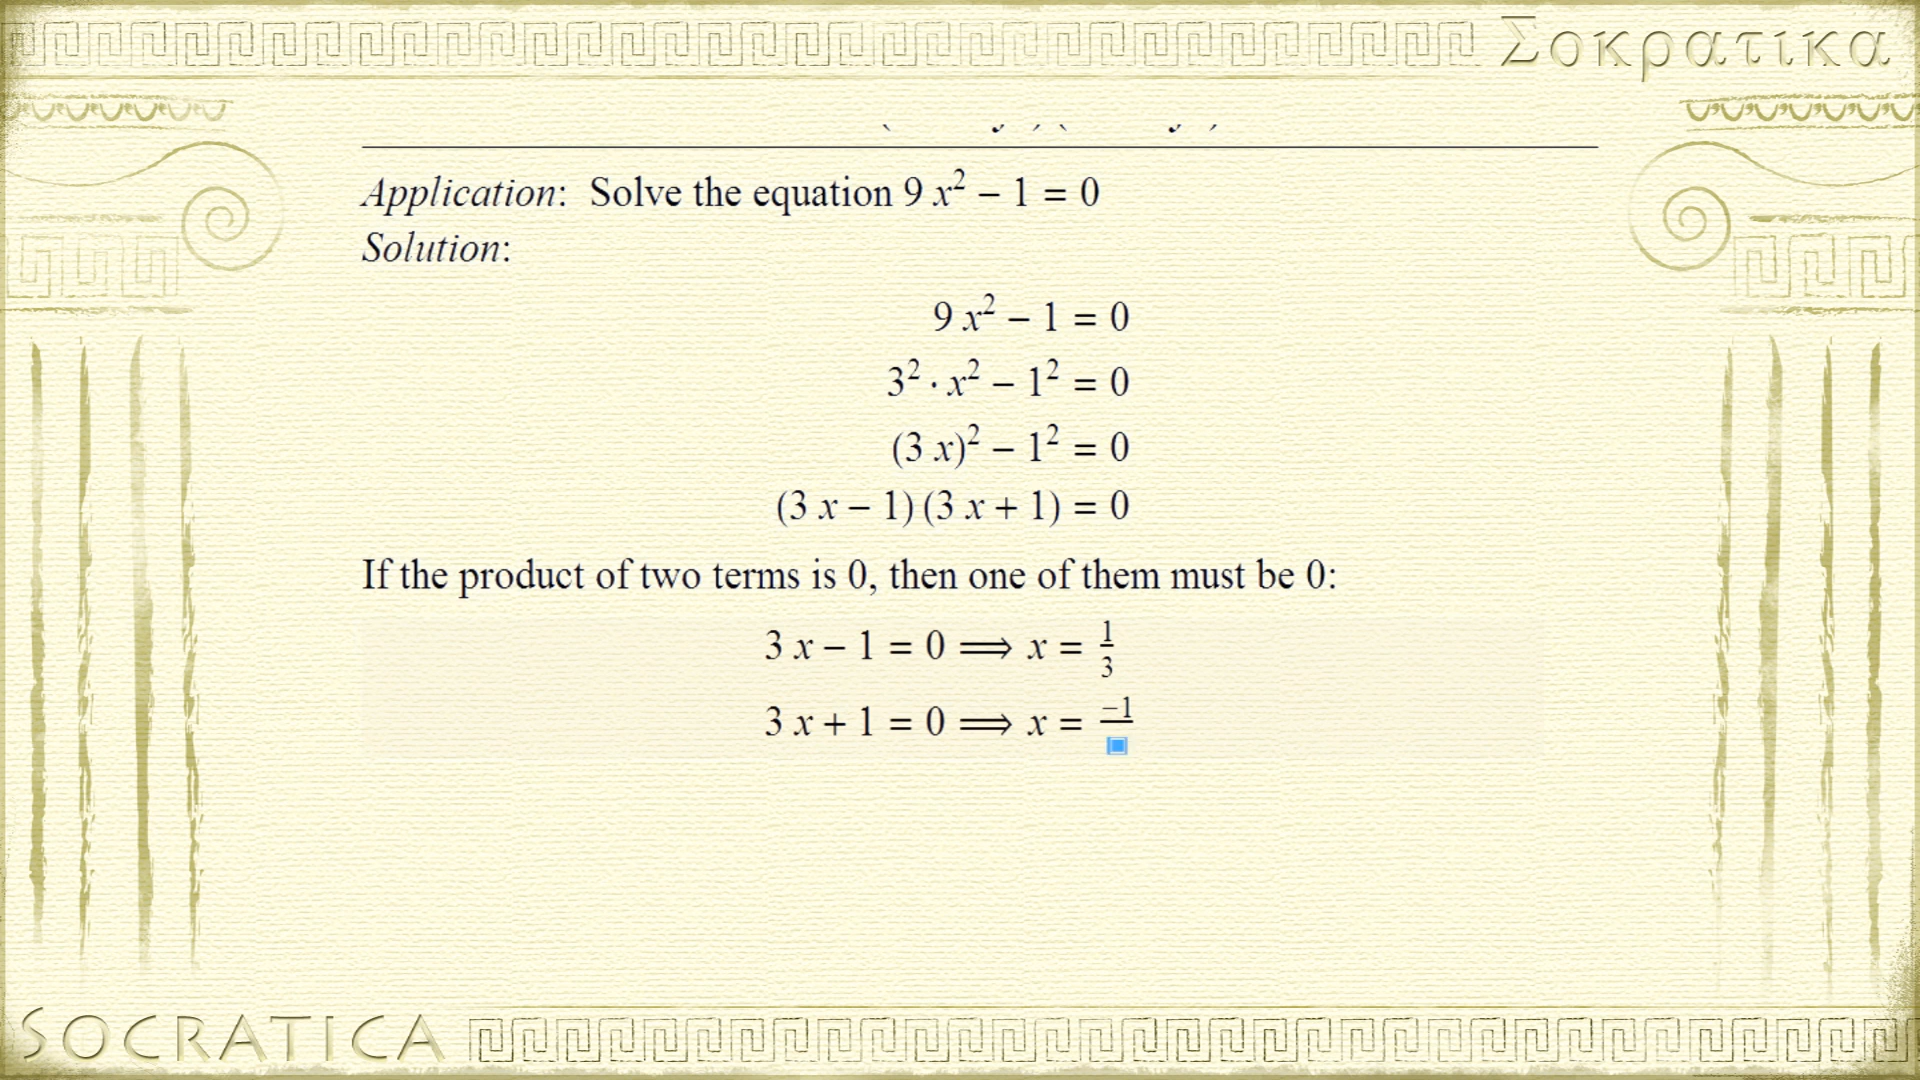 Σοκρατικα
Application: Solve the equation 9 x² − 1 = 0
Solution:
9 x² − 1 = 0
3² · x² − 1² = 0
(3 x)² − 1² = 0
(3 x − 1) (3 x + 1) = 0
If the product of two terms is 0, then one of them must be 0:
3 x − 1 = 0 ⟹ x = 1/3
3 x + 1 = 0 ⟹ x = −1/
SOCRATICA